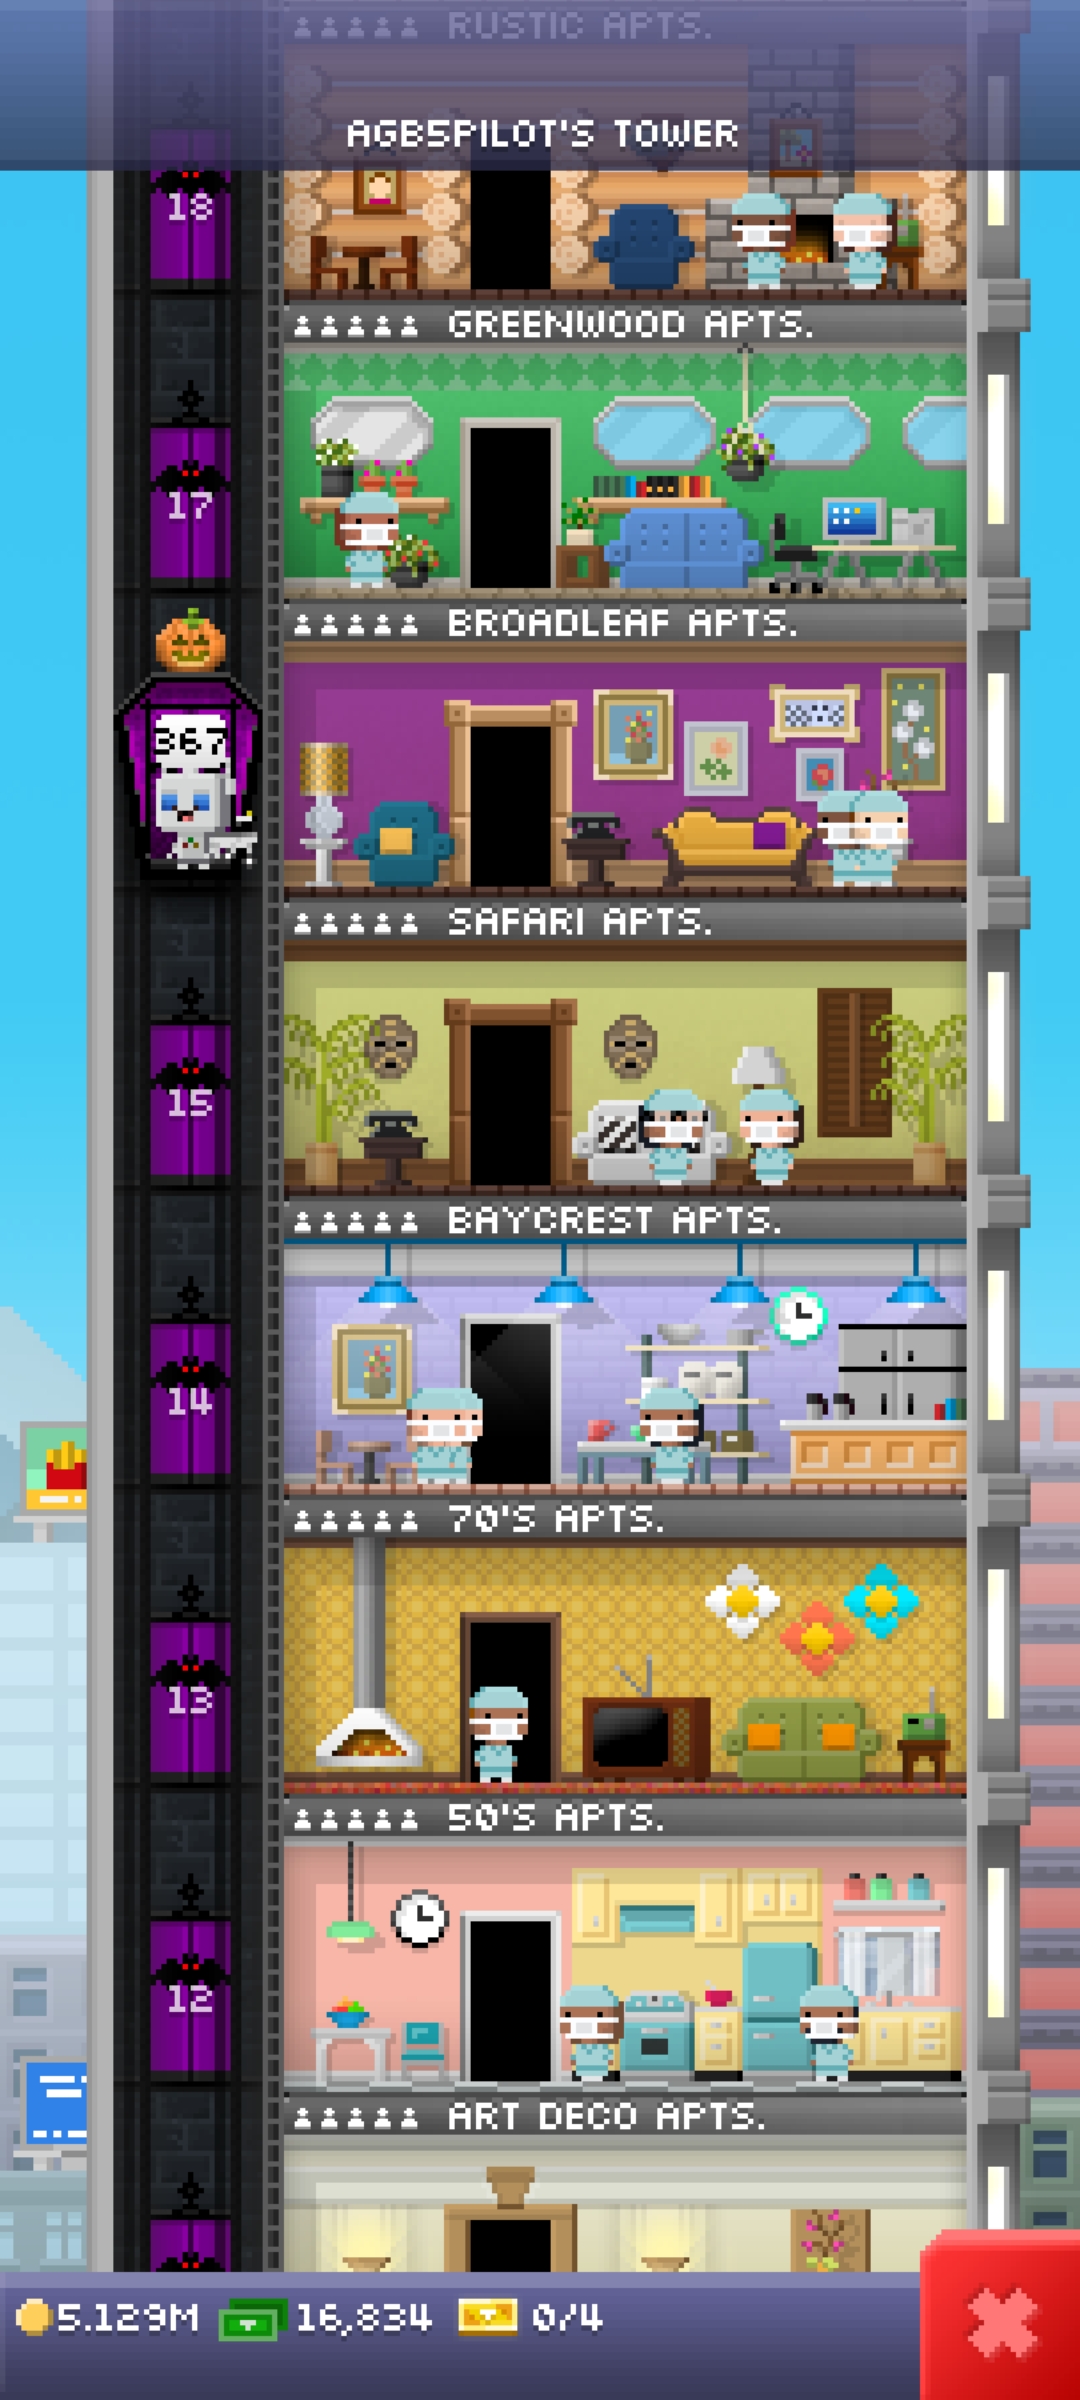 RUSTIC APTS.
AGB5PILOT'S TOWER
18
GREENWOOD APTS.
17
BROADLEAF APTS.
367
SAFARI APTS.
15
BAYCREST APTS.
14
70'S APTS.
13
50'S APTS.
12
ART DECO APTS.
5.129M 16,834 0/4